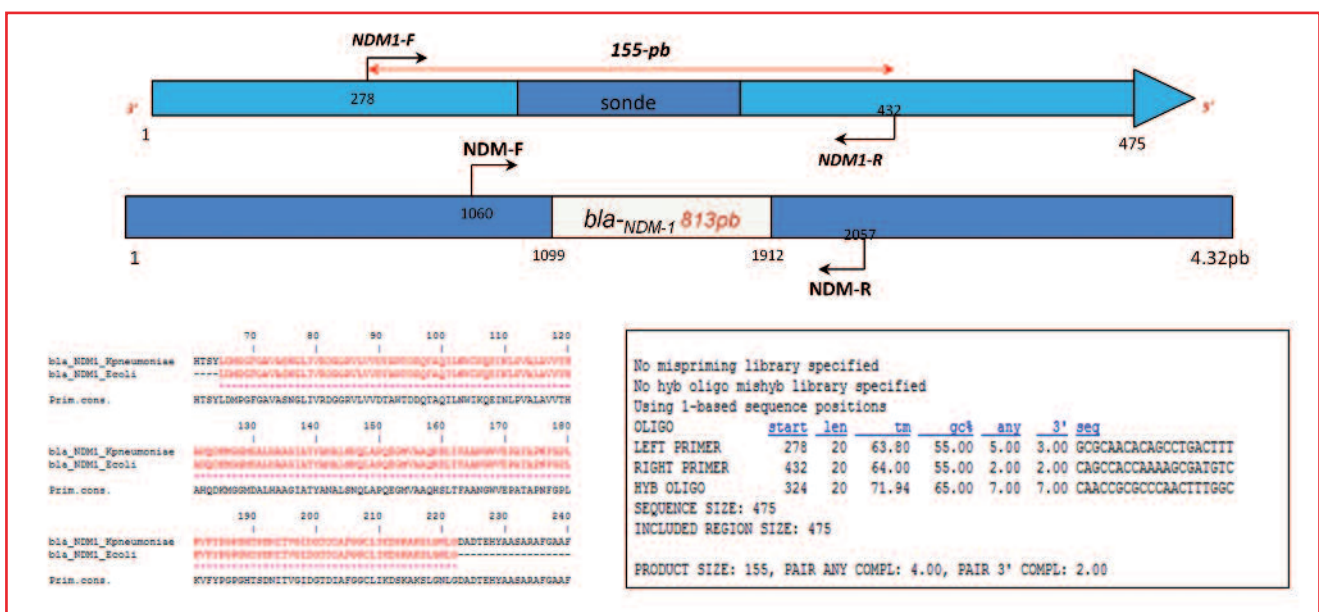 NDM1-F
155-pb
3'
278
sonde
432
5'
1
NDM1-R
475
NDM-F
1060
bla-NDM-1 813pb
2057
1
1099
1912
4.32pb
NDM-R
70 80 90 100 110 120
bla_NDM1_Kpneumoniae HTSY
bla_NDM1_Ecoli ----
Prim.cons. HTSYLDMPGFGAVASNGLIVRDGGRVLVVDTAWTDDQTAQILNWIKQEINLPVALAVVTH
130 140 150 160 170 180
bla_NDM1_Kpneumoniae
bla_NDM1_Ecoli
Prim.cons. AHQDKMGGMDALHAAGIATYANALSNQLAPQEGMVAAQHSLTFAANGWVEPATAPNFGPL
190 200 210 220 230 240
bla_NDM1_Kpneumoniae DADTEHYAASARAFGAAF
bla_NDM1_Ecoli
Prim.cons. KVFYPGPGHTSDNITVGIDGTDIAFGGCLIKDSKAKSLGNLGDADTEHYAASARAFGAAF
No mispriming library specified
No hyb oligo mishyb library specified
Using 1-based sequence positions
OLIGO start len tm gc% any 3' seq
LEFT PRIMER 278 20 63.80 55.00 5.00 3.00 GCGCAACACAGCCTGACTTT
RIGHT PRIMER 432 20 64.00 55.00 2.00 2.00 CAGCCACCAAAAGCGATGTC
HYB OLIGO 324 20 71.94 65.00 7.00 7.00 CAACCGCGCCCAACTTTGGC
SEQUENCE SIZE: 475
INCLUDED REGION SIZE: 475
PRODUCT SIZE: 155, PAIR ANY COMPL: 4.00, PAIR 3' COMPL: 2.00